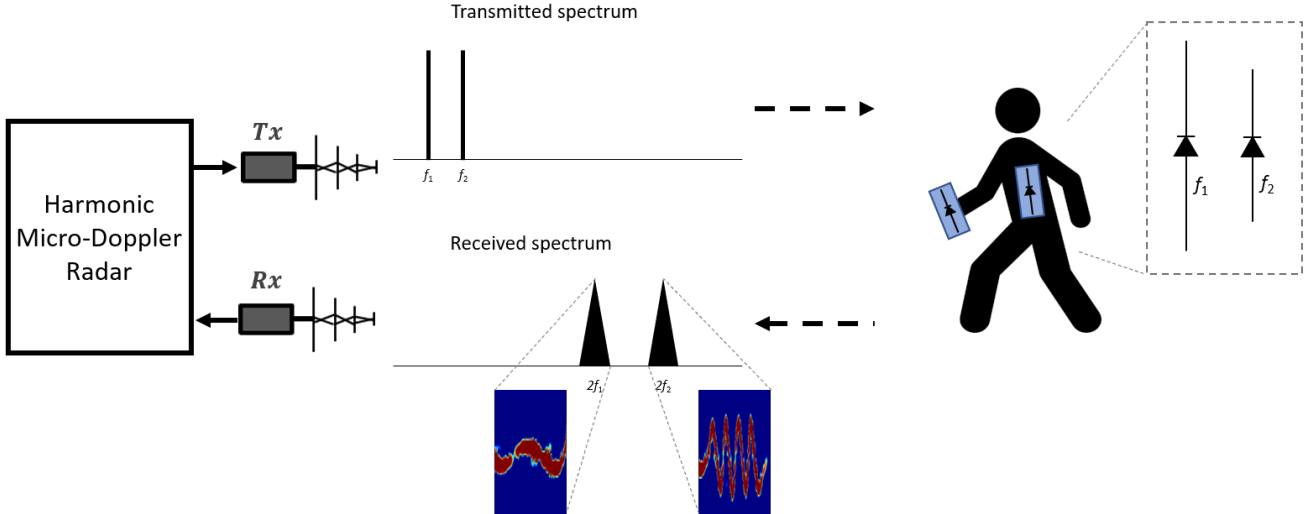 Transmitted spectrum
Tx
f₁ f₂
Harmonic
Micro-Doppler
Radar
f₁
f₂
Received spectrum
Rx
2f₁ 2f₂